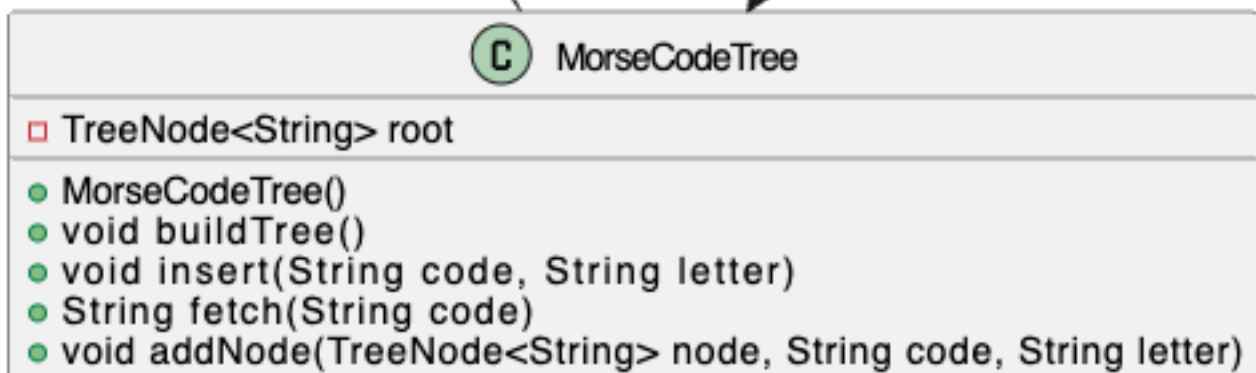 C MorseCodeTree
TreeNode<String> root
MorseCodeTree()
void buildTree()
void insert(String code, String letter)
String fetch(String code)
void addNode(TreeNode<String> node, String code, String letter)